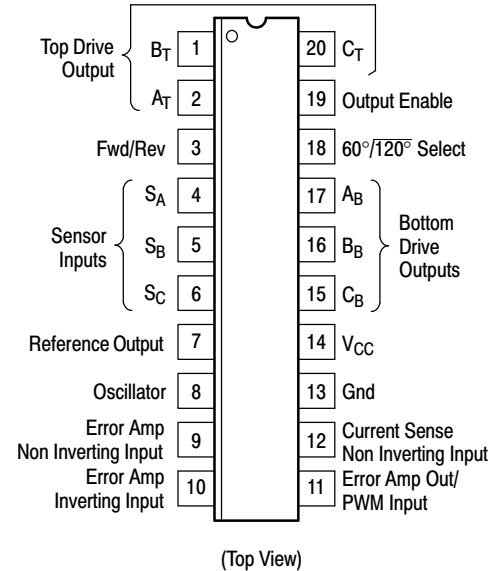 Top Drive
Output
B_T 1
A_T 2
Fwd/Rev 3
Sensor
Inputs
S_A 4
S_B 5
S_C 6
Reference Output 7
Oscillator 8
Error Amp
Non Inverting Input 9
Error Amp
Inverting Input 10
20 C_T
19 Output Enable
18 60°/120° Select
17 A_B
16 B_B
15 C_B
Bottom
Drive
Outputs
14 V_CC
13 Gnd
12 Current Sense
Non Inverting Input
11 Error Amp Out/
PWM Input
(Top View)